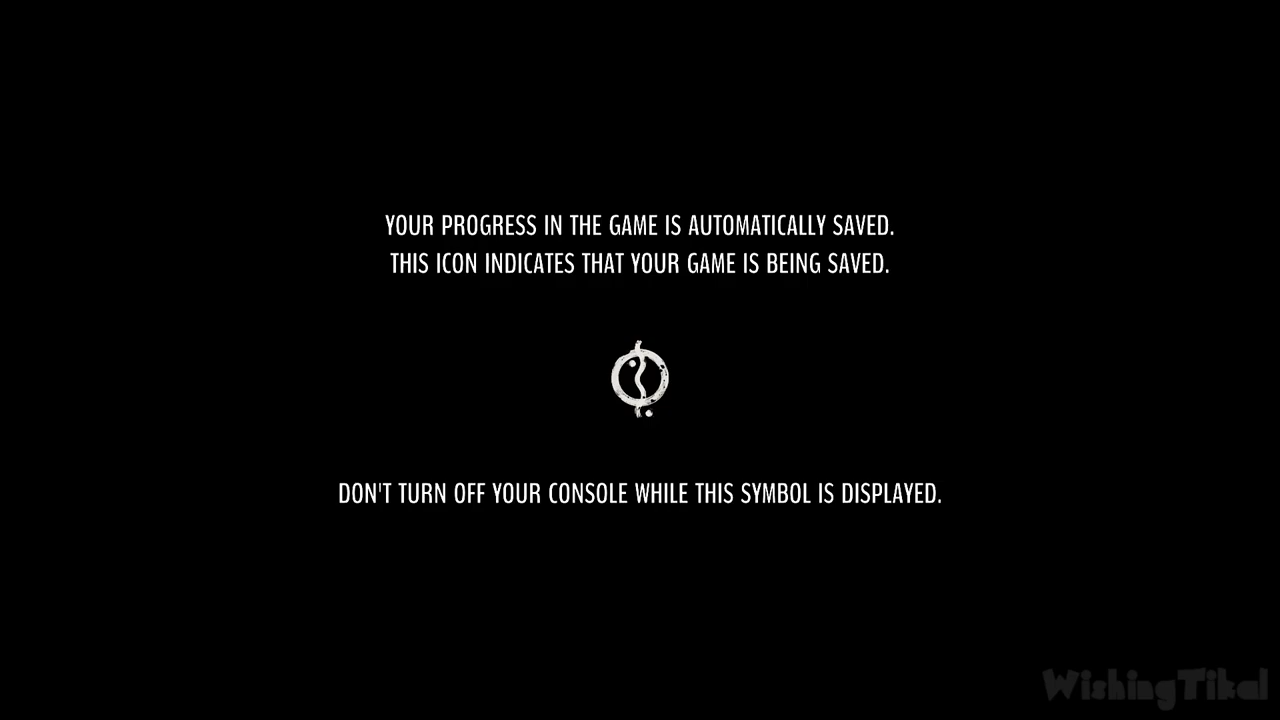 YOUR PROGRESS IN THE GAME IS AUTOMATICALLY SAVED.
THIS ICON INDICATES THAT YOUR GAME IS BEING SAVED.
DON'T TURN OFF YOUR CONSOLE WHILE THIS SYMBOL IS DISPLAYED.
WishingTikal